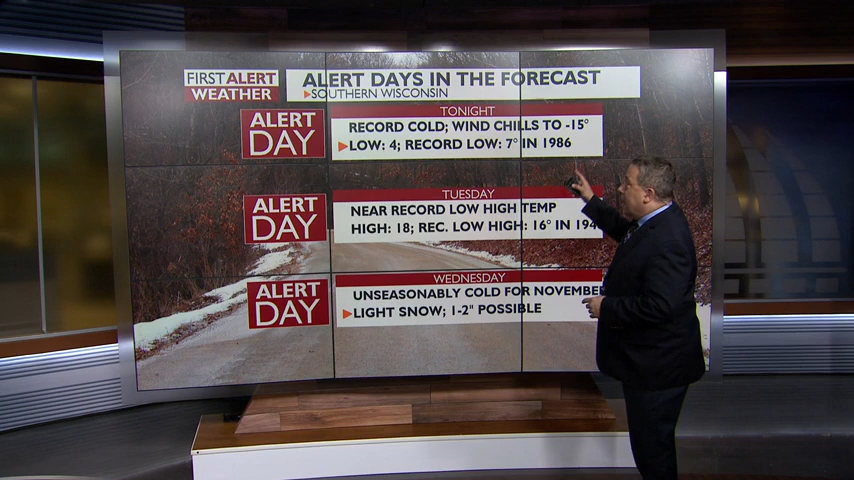 FIRST ALERT
WEATHER
ALERT DAYS IN THE FORECAST
SOUTHERN WISCONSIN
ALERT
DAY
TONIGHT
RECORD COLD; WIND CHILLS TO -15°
LOW: 4; RECORD LOW: 7° IN 1986
ALERT
DAY
TUESDAY
NEAR RECORD LOW HIGH TEMP
HIGH: 18; REC. LOW HIGH: 16° IN
ALERT
DAY
WEDNESDAY
UNSEASONABLY COLD FOR NOVEMBER
LIGHT SNOW; 1-2" POSSIBLE